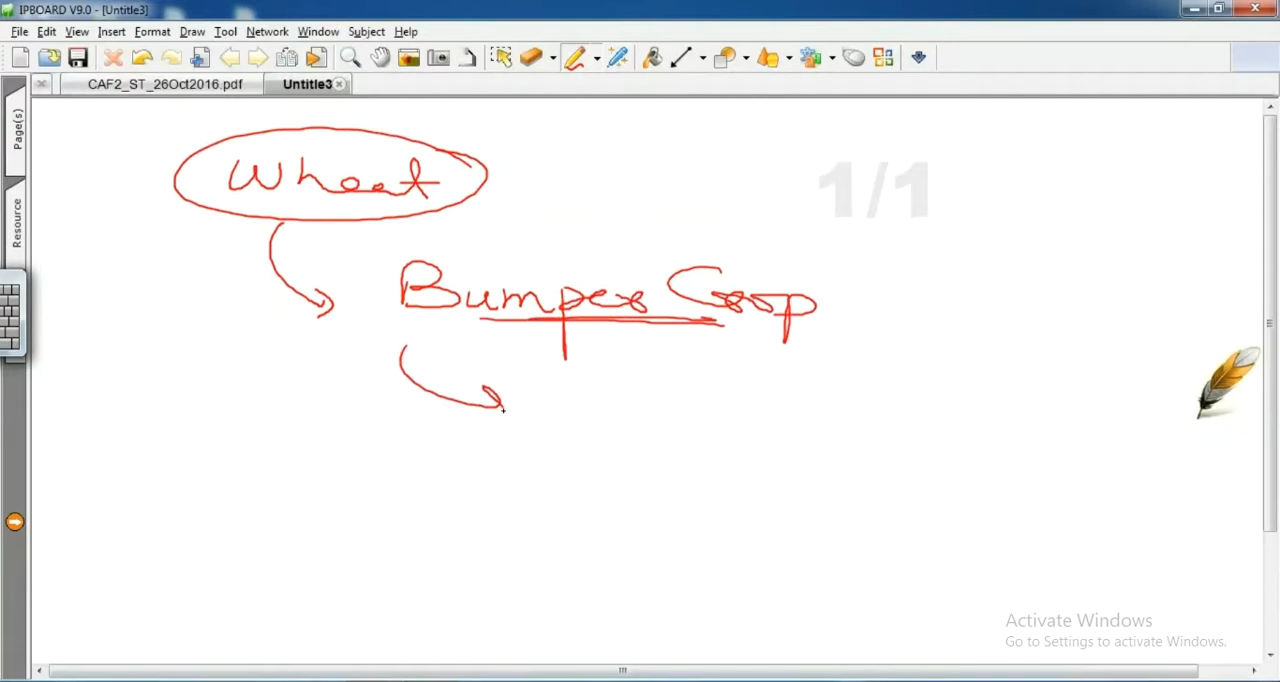 IPBOARD V9.0 - [Untitle3]
File Edit View Insert Format Draw Tool Network Window Subject Help
CAF2_ST_26Oct2016.pdf Untitle3
Page(s)
Resource
1/1
Wheat
Bumper Crop
Activate Windows
Go to Settings to activate Windows.